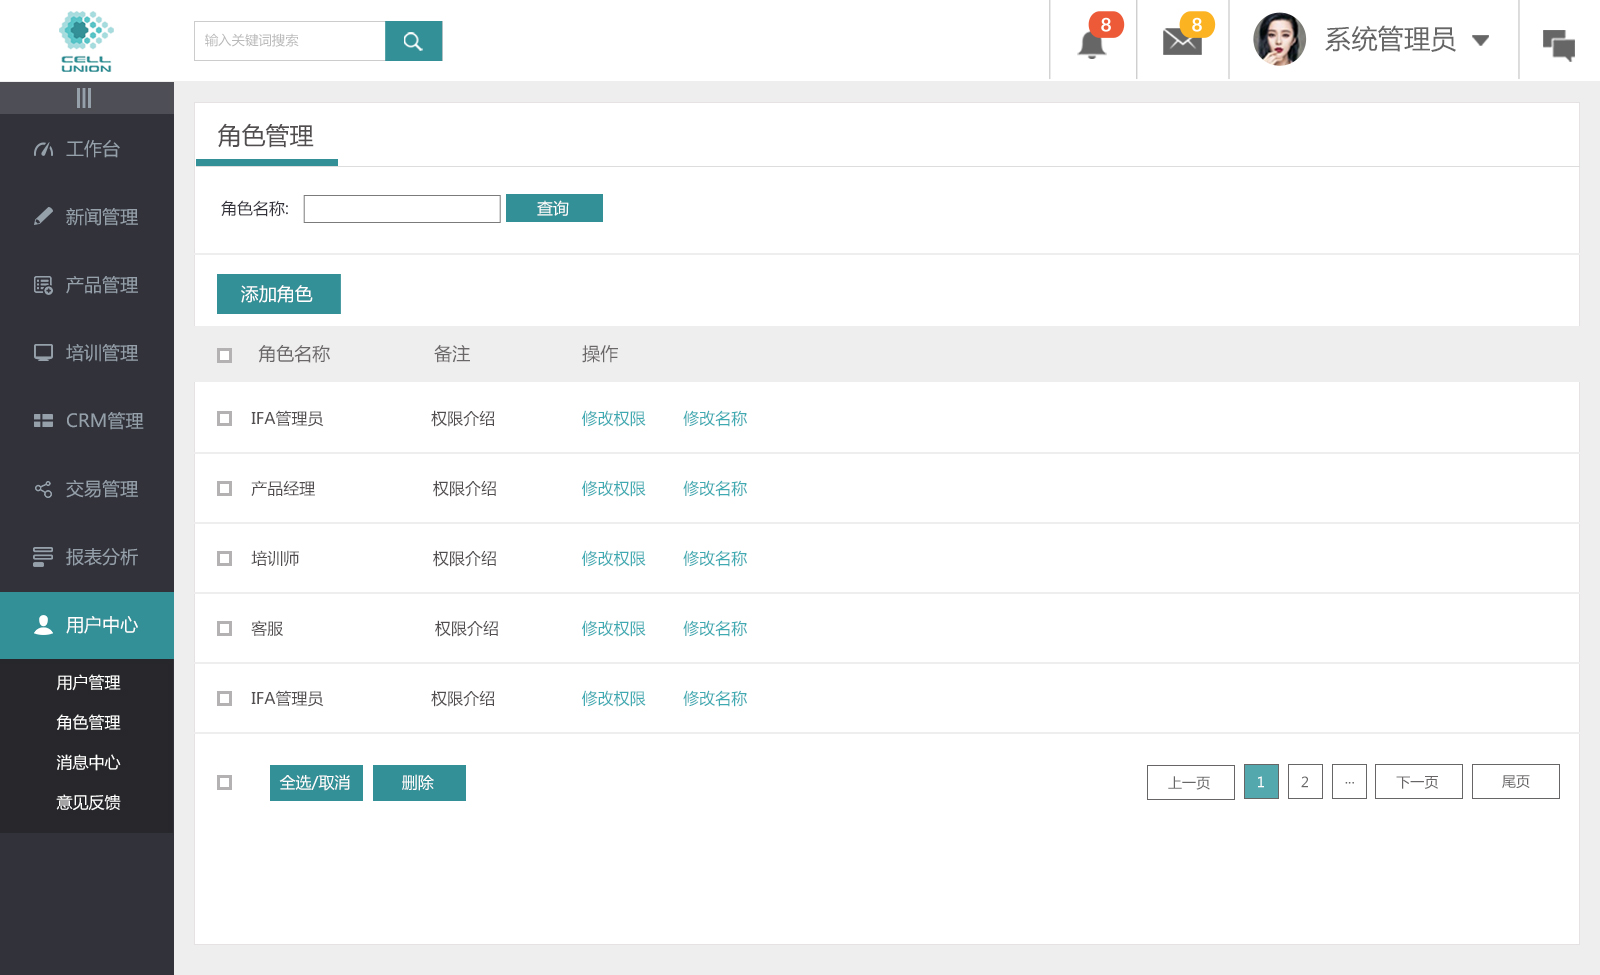 CELL
UNION
输入关键词搜索
8
8
系统管理员
工作台
新闻管理
产品管理
培训管理
CRM管理
交易管理
报表分析
用户中心
用户管理
角色管理
消息中心
意见反馈
角色管理
角色名称: 查询
添加角色
角色名称 备注 操作
IFA管理员 权限介绍 修改权限 修改名称
产品经理 权限介绍 修改权限 修改名称
培训师 权限介绍 修改权限 修改名称
客服 权限介绍 修改权限 修改名称
IFA管理员 权限介绍 修改权限 修改名称
全选/取消 删除 上一页 1 2 ... 下一页 尾页